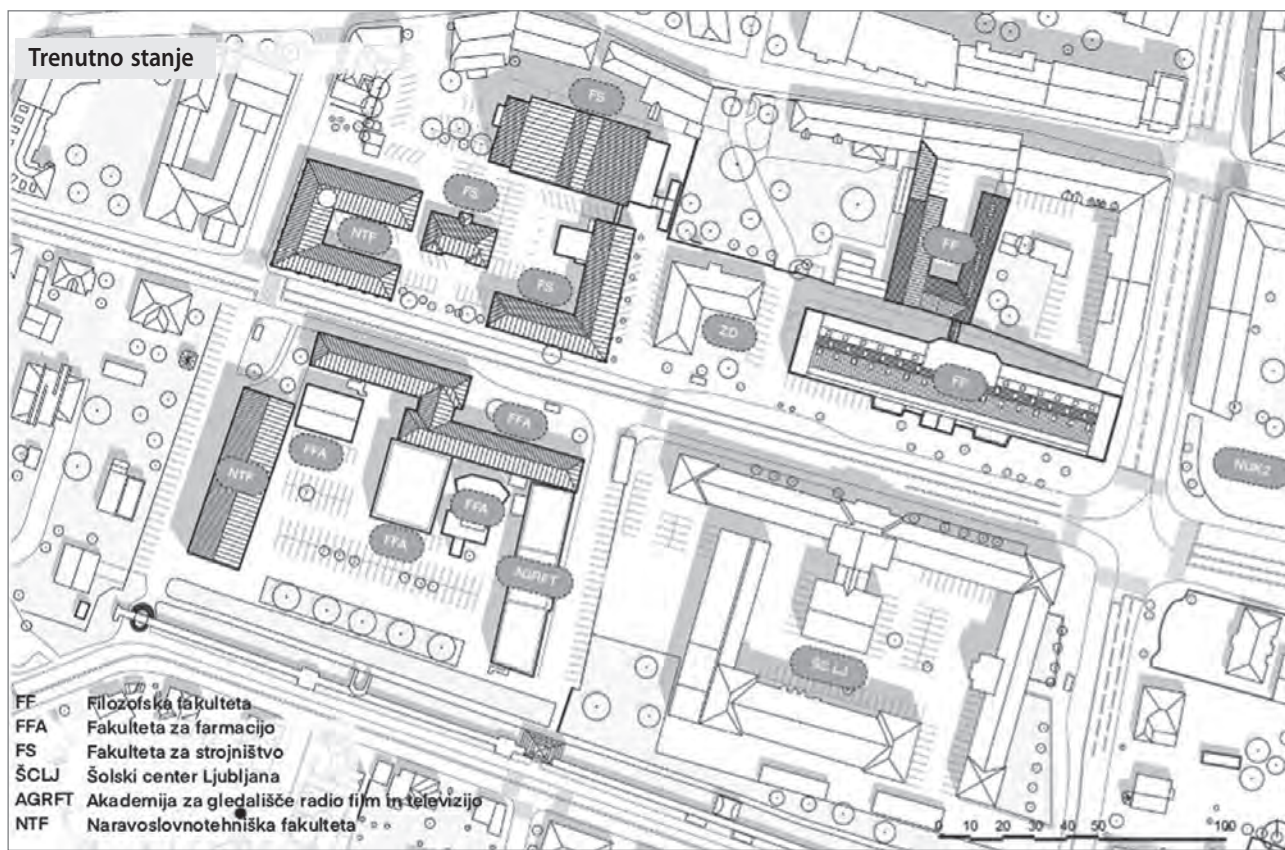 Trenutno stanje
FS
FS
NTF
FS
FF
ZD
FF
FFA
FFA
NTF
FFA
FFA
AGRFT
NUK2
ŠC LJ
FF Filozofska fakulteta
FFA Fakulteta za farmacijo
FS Fakulteta za strojništvo
ŠCLJ Šolski center Ljubljana
AGRFT Akademija za gledališče radio film in televizijo
NTF Naravoslovnotehniška fakulteta
0 10 20 30 40 50 100